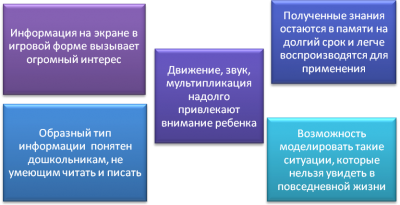 Информация на экране в
игровой форме вызывает
огромный интерес
Полученные знания
остаются в памяти на
долгий срок и легче
воспроизводятся для
применения
Движение, звук,
мультипликация
надолго
привлекают
внимание ребенка
Образный тип
информации понятен
дошкольникам, не
умеющим читать и писать
Возможность
моделировать такие
ситуации, которые
нельзя увидеть в
повседневной жизни